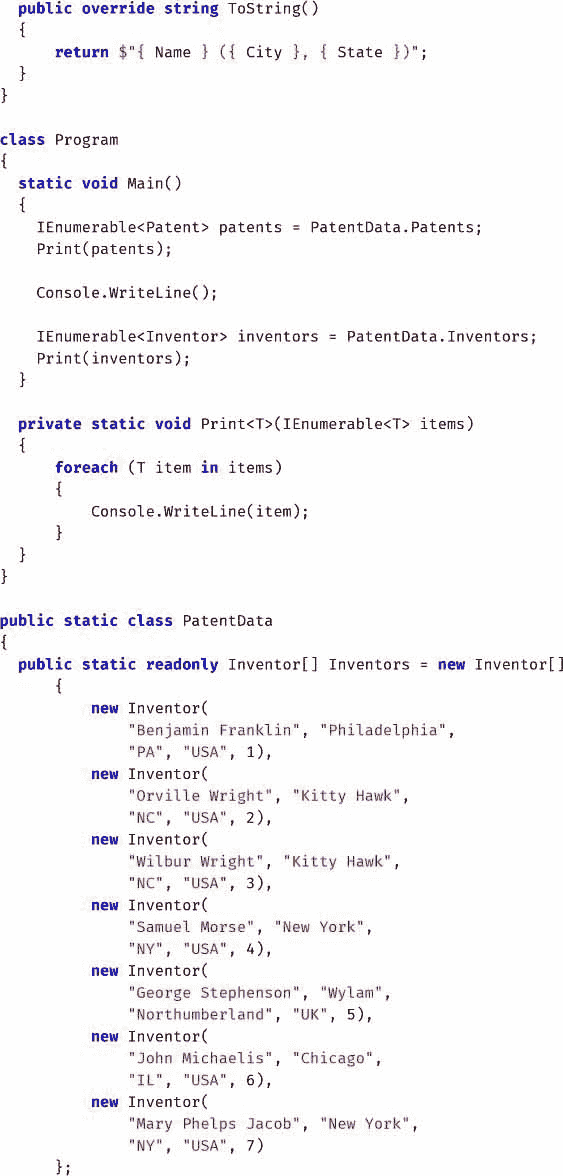 public override string ToString()
{
return $"{ Name } ({ City }, { State })";
}
}
class Program
{
static void Main()
{
IEnumerable<Patent> patents = PatentData.Patents;
Print(patents);
Console.WriteLine();
IEnumerable<Inventor> inventors = PatentData.Inventors;
Print(inventors);
}
private static void Print<T>(IEnumerable<T> items)
{
foreach (T item in items)
{
Console.WriteLine(item);
}
}
}
public static class PatentData
{
public static readonly Inventor[] Inventors = new Inventor[]
{
new Inventor(
"Benjamin Franklin", "Philadelphia",
"PA", "USA", 1),
new Inventor(
"Orville Wright", "Kitty Hawk",
"NC", "USA", 2),
new Inventor(
"Wilbur Wright", "Kitty Hawk",
"NC", "USA", 3),
new Inventor(
"Samuel Morse", "New York",
"NY", "USA", 4),
new Inventor(
"George Stephenson", "Wylam",
"Northumberland", "UK", 5),
new Inventor(
"John Michaelis", "Chicago",
"IL", "USA", 6),
new Inventor(
"Mary Phelps Jacob", "New York",
"NY", "USA", 7)
};